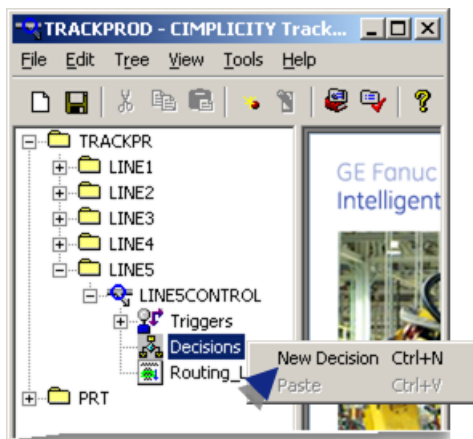 TRACKPROD - CIMPLICITY Track...
File Edit Tree View Tools Help
TRACKPR
LINE1
LINE2
LINE3
LINE4
LINE5
LINE5CONTROL
Triggers
Decisions
Routing_L
PRT
GE Fanuc
Intelligent
New Decision Ctrl+N
Paste Ctrl+V